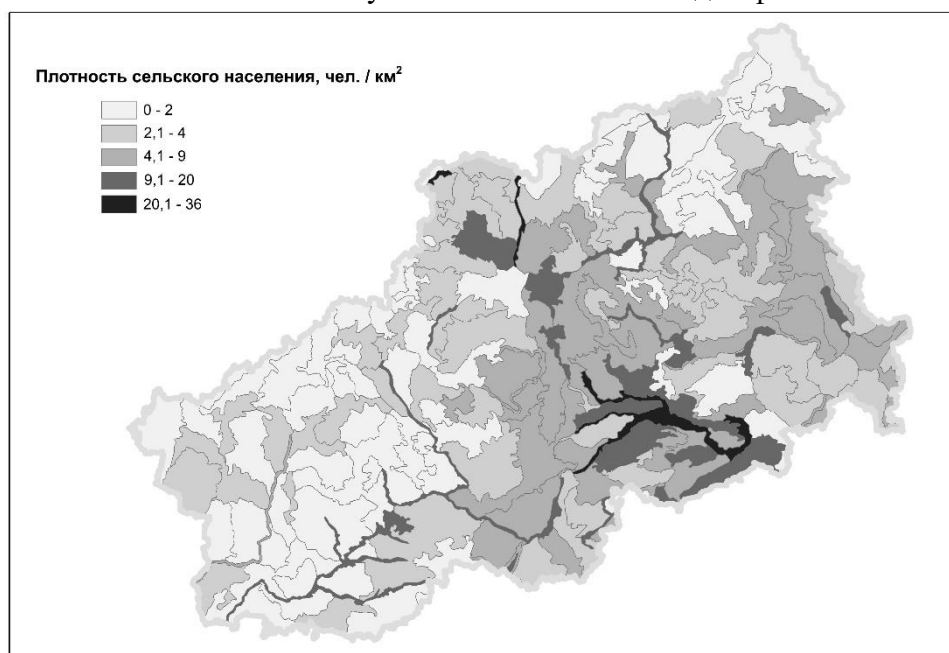 Плотность сельского населения, чел. / км²
0 - 2
2,1 - 4
4,1 - 9
9,1 - 20
20,1 - 36